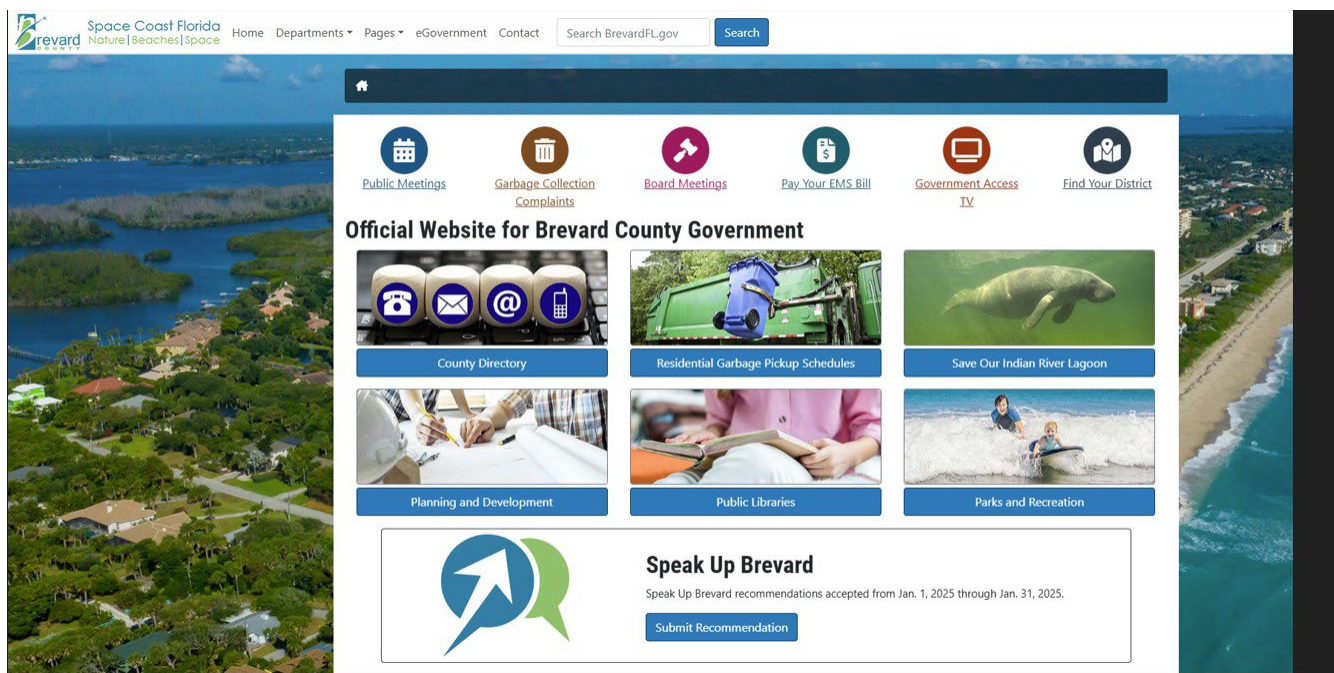 Brevard
COUNTY
Space Coast Florida
Nature|Beaches|Space
Home Departments Pages eGovernment Contact Search BrevardFL.gov Search
Public Meetings
Garbage Collection
Complaints
Board Meetings
Pay Your EMS Bill
Government Access
TV
Find Your District
Official Website for Brevard County Government
@
County Directory Residential Garbage Pickup Schedules Save Our Indian River Lagoon
Planning and Development Public Libraries Parks and Recreation
Speak Up Brevard
Speak Up Brevard recommendations accepted from Jan. 1, 2025 through Jan. 31, 2025.
Submit Recommendation